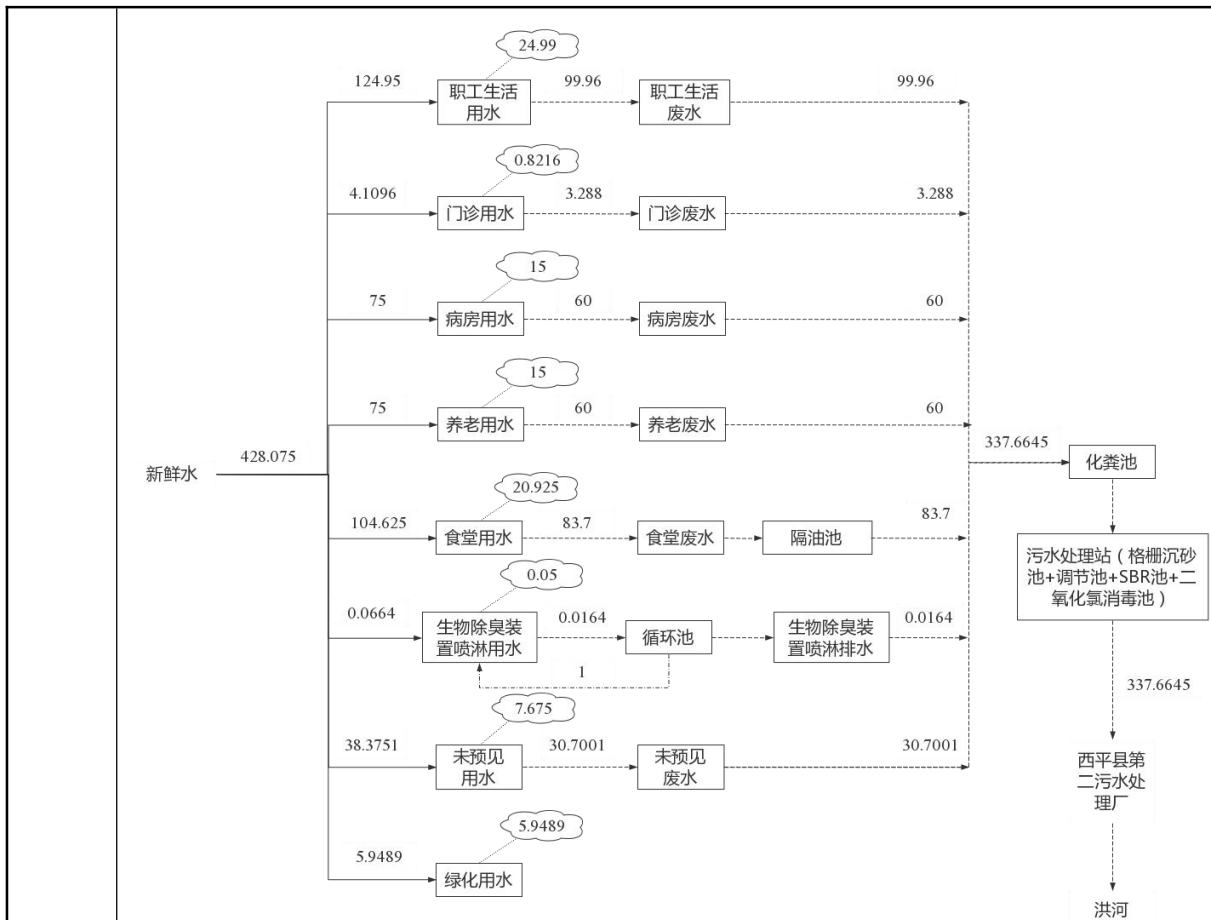 24.99
124.95
职工生活
用水
99.96
职工生活
废水
99.96
0.8216
4.1096
门诊用水
3.288
门诊废水
3.288
15
75
病房用水
60
病房废水
60
15
75
养老用水
60
养老废水
60
新鲜水
428.075
337.6645
化粪池
20.925
104.625
食堂用水
83.7
食堂废水
隔油池
83.7
污水处理站（格栅沉砂
池+调节池+SBR池+二
氧化氯消毒池）
0.05
0.0664
生物除臭装
置喷淋用水
0.0164
循环池
生物除臭装
置喷淋排水
0.0164
1
337.6645
7.675
38.3751
未预见
用水
30.7001
未预见
废水
30.7001
西平县第
二污水处
理厂
5.9489
5.9489
绿化用水
洪河